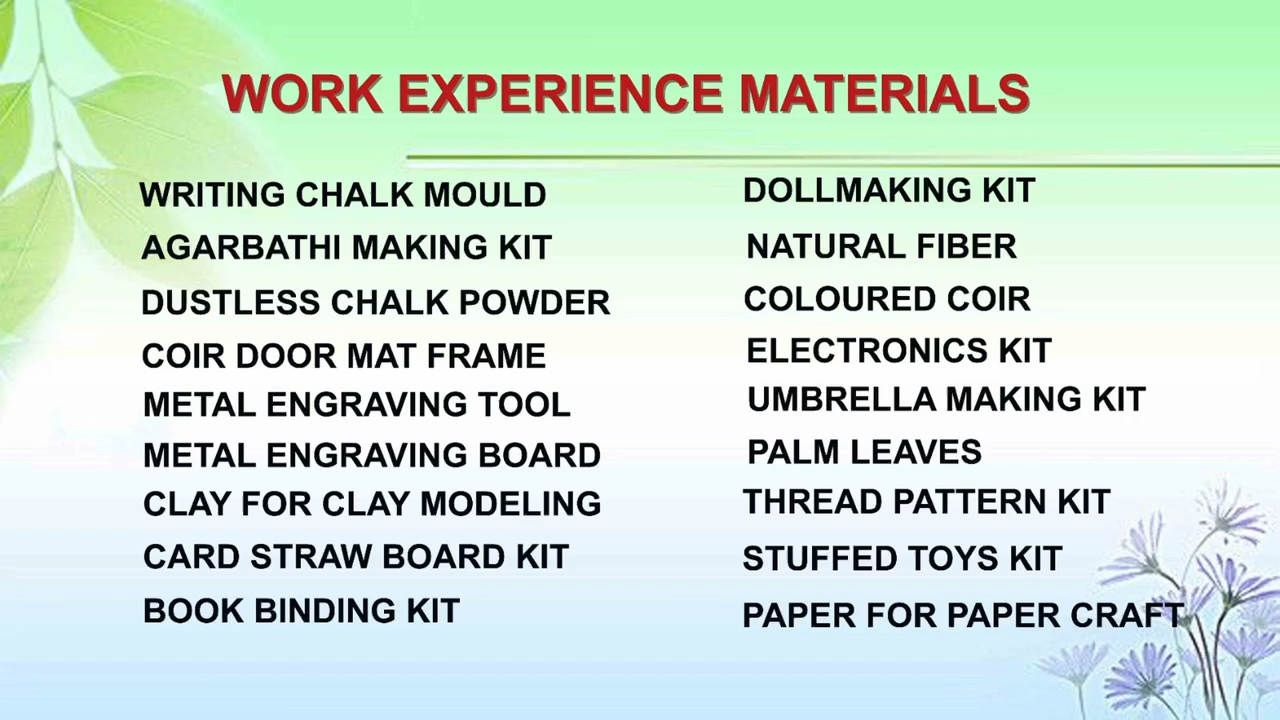 WORK EXPERIENCE MATERIALS
WRITING CHALK MOULD
AGARBATHI MAKING KIT
DUSTLESS CHALK POWDER
COIR DOOR MAT FRAME
METAL ENGRAVING TOOL
METAL ENGRAVING BOARD
CLAY FOR CLAY MODELING
CARD STRAW BOARD KIT
BOOK BINDING KIT
DOLLMAKING KIT
NATURAL FIBER
COLOURED COIR
ELECTRONICS KIT
UMBRELLA MAKING KIT
PALM LEAVES
THREAD PATTERN KIT
STUFFED TOYS KIT
PAPER FOR PAPER CRAFT